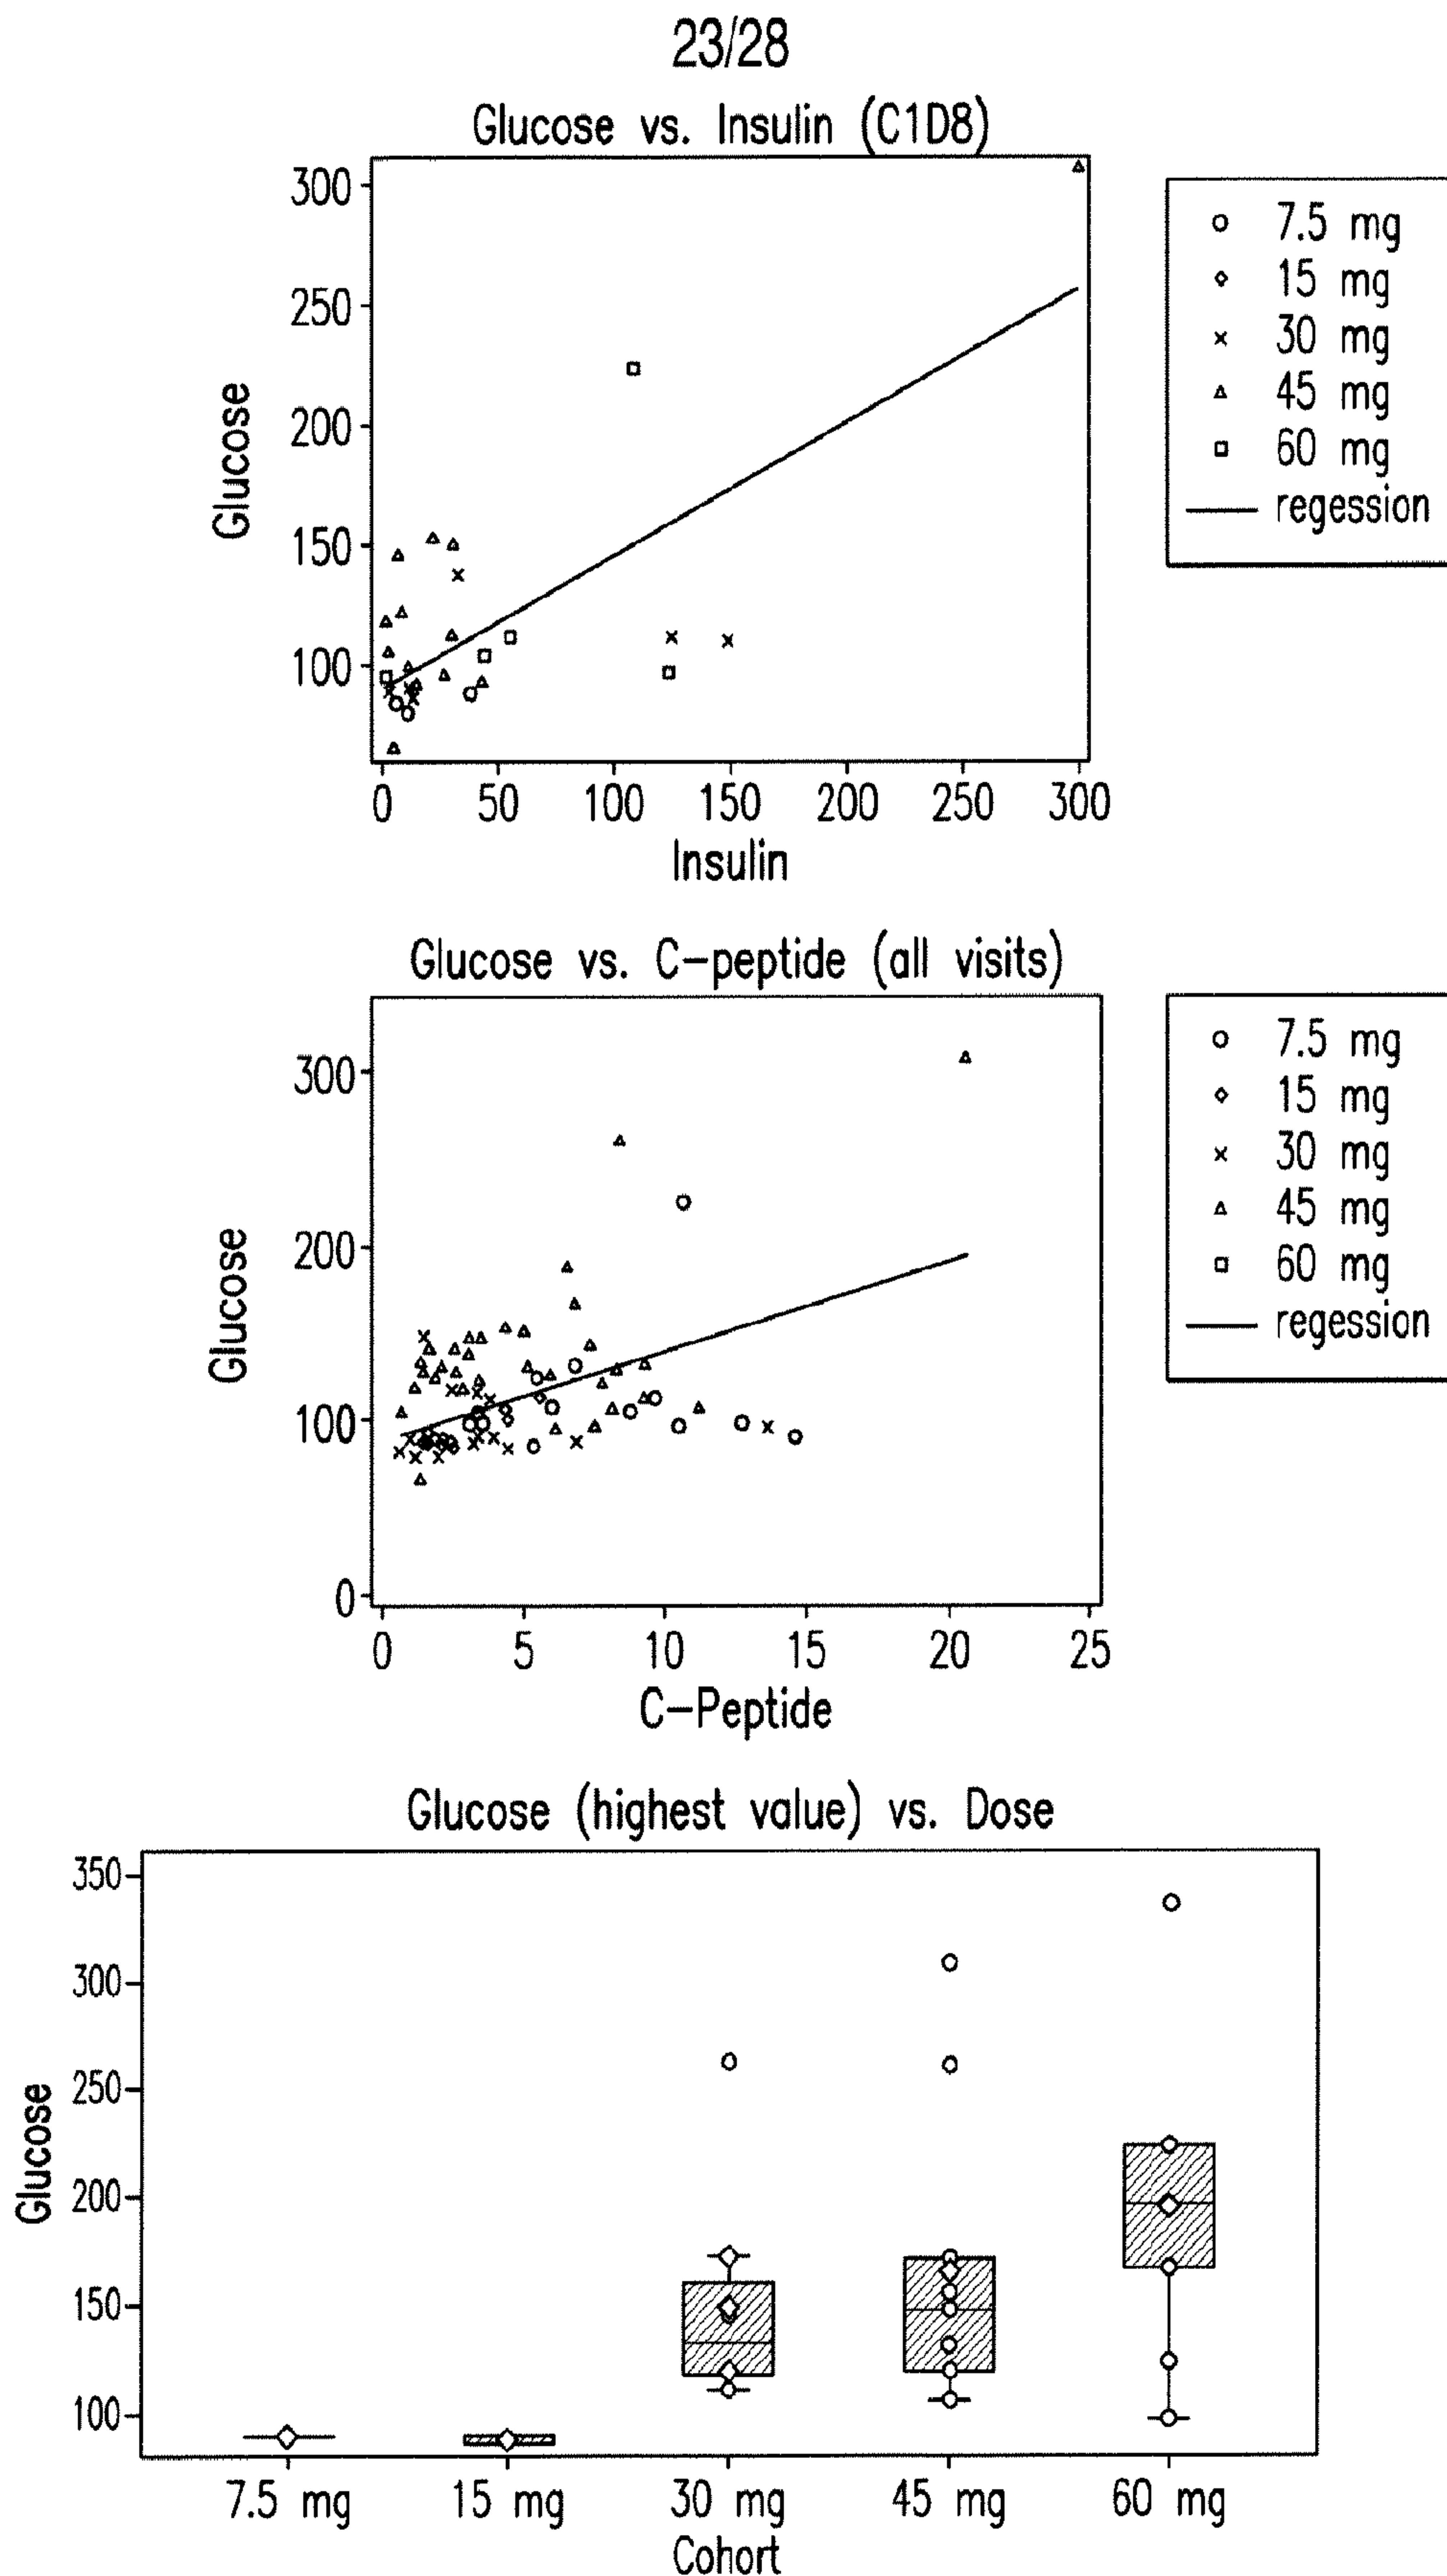 23/28
Glucose vs. Insulin (C1D8)
300
250
200
150
100
Glucose
0 50 100 150 200 250 300
Insulin
7.5 mg
15 mg
30 mg
45 mg
60 mg
regession
Glucose vs. C-peptide (all visits)
300
200
100
0
Glucose
0 5 10 15 20 25
C-Peptide
7.5 mg
15 mg
30 mg
45 mg
60 mg
regession
Glucose (highest value) vs. Dose
350
300
250
200
150
100
Glucose
7.5 mg 15 mg 30 mg 45 mg 60 mg
Cohort